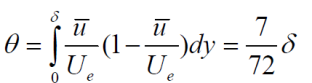 θ = ∫₀^δ u̅/Uₑ (1 − u̅/Uₑ)dy = 7/72 δ